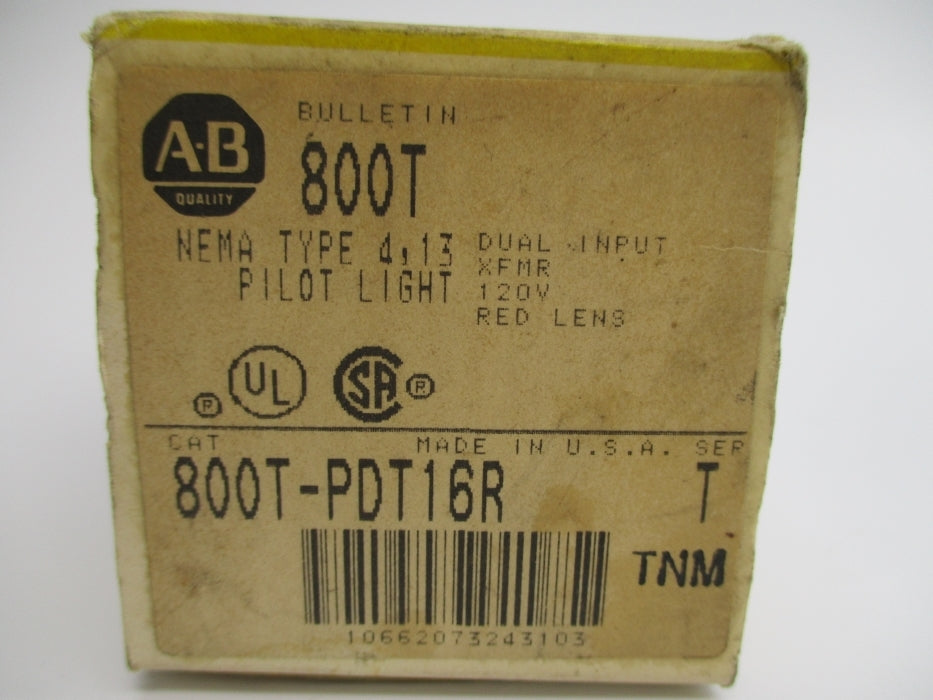 A-B
QUALITY
BULLETIN
800T
NEMA TYPE 4,13
PILOT LIGHT
DUAL INPUT
XFMR
120V
RED LENS
® UL SA ®
CAT MADE IN U.S.A. SER
800T-PDT16R T
TNM
10662073243103